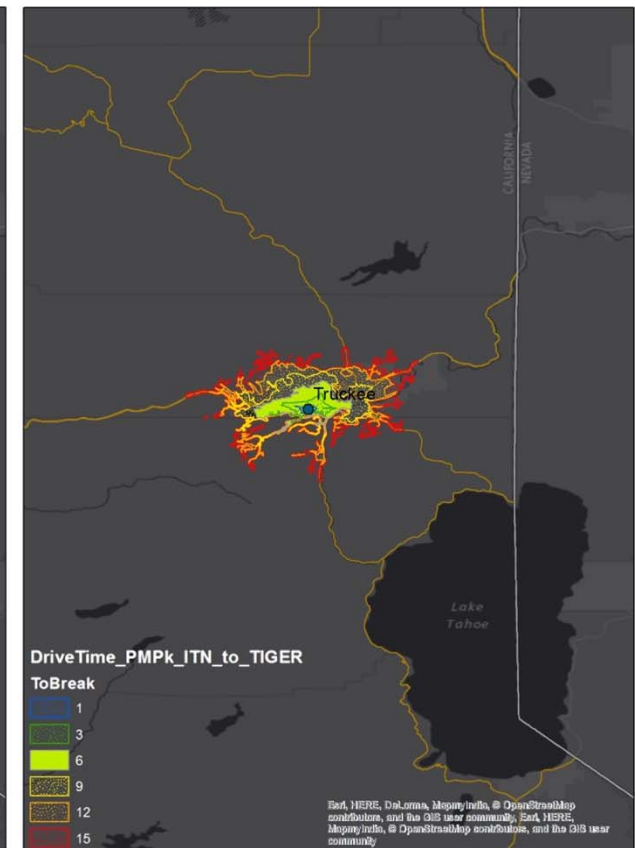 CALIFORNIA
NEVADA
Truckee
Lake
Tahoe
DriveTime_PMPk_ITN_to_TIGER
ToBreak
1
3
6
9
12
15
Esri, HERE, DeLorme, MapmyIndia, © OpenStreetMap
contributors, and the GIS user community, Esri, HERE,
MapmyIndia, © OpenStreetMap contributors, and the GIS user
community